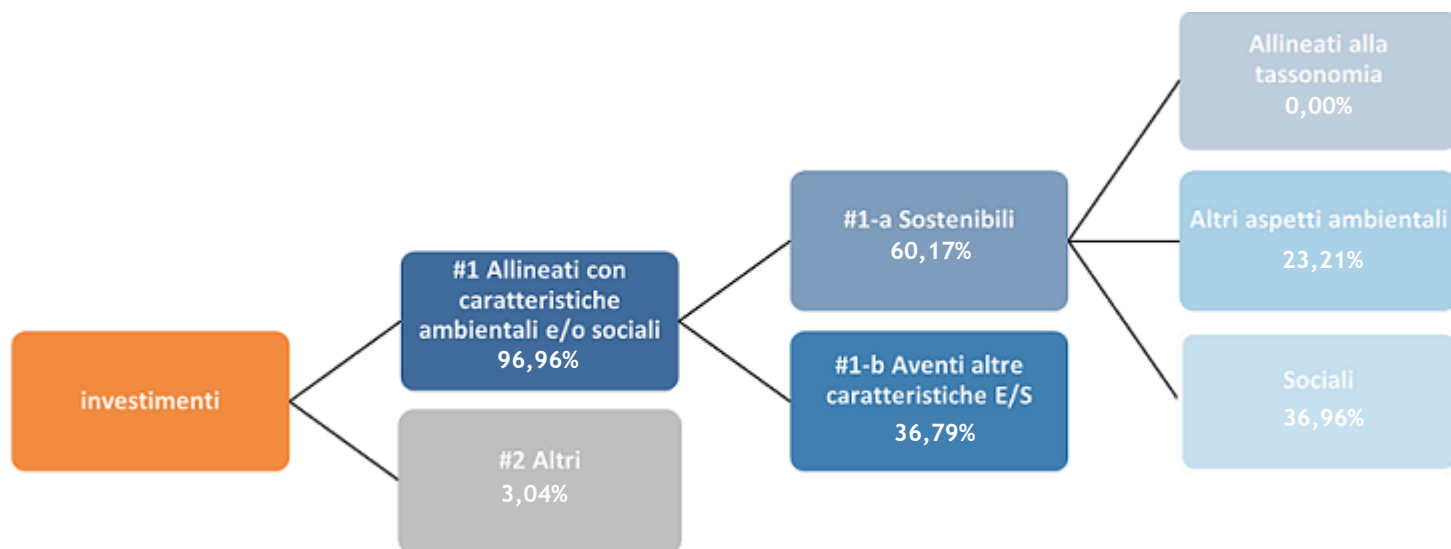 investimenti
#1 Allineati con
caratteristiche
ambientali e/o sociali
96,96%
#2 Altri
3,04%
#1-a Sostenibili
60,17%
#1-b Aventi altre
caratteristiche E/S
36,79%
Allineati alla
tassonomia
0,00%
Altri aspetti ambientali
23,21%
Sociali
36,96%